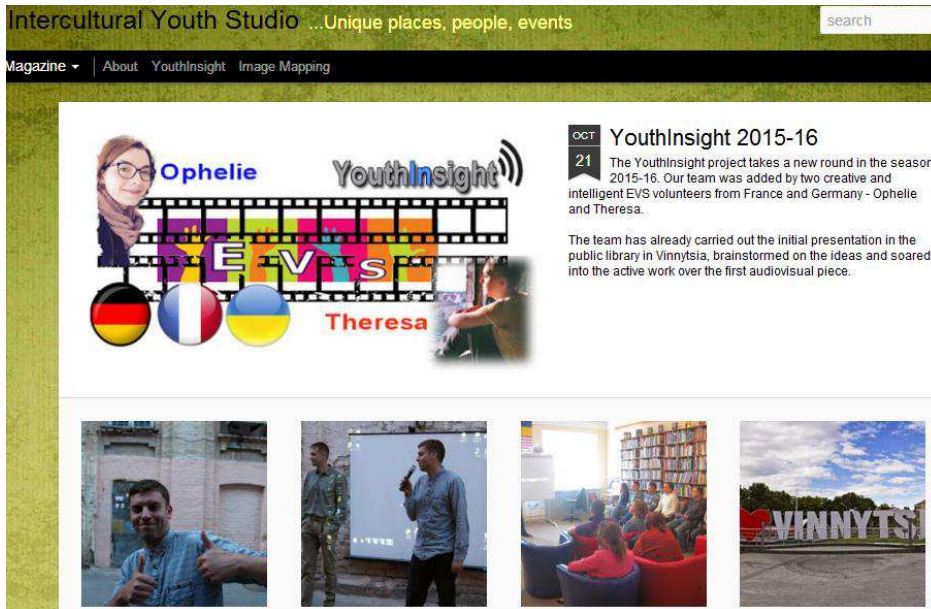 Intercultural Youth Studio ...Unique places, people, events
search
Magazine
About YouthInsight Image Mapping
Ophelie
YouthInsight
EVS
Theresa
OCT
21
YouthInsight 2015-16
The YouthInsight project takes a new round in the season
2015-16. Our team was added by two creative and
intelligent EVS volunteers from France and Germany - Ophelie
and Theresa.
The team has already carried out the initial presentation in the
public library in Vinnytsia, brainstormed on the ideas and soared
into the active work over the first audiovisual piece.
VINNYTSI